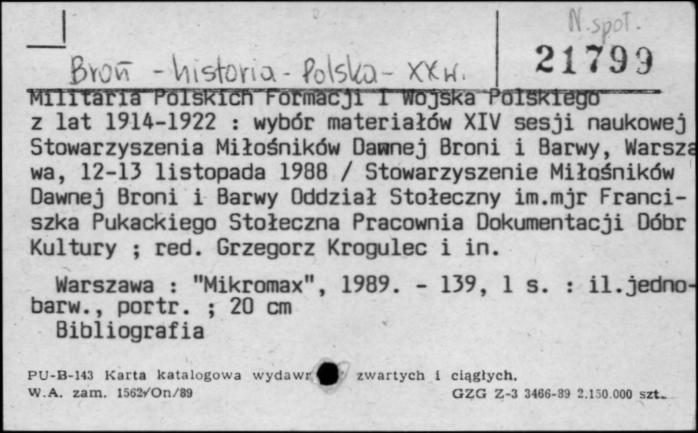 N. spot.
21799
Broń - historia - Polska - XX w.
Militaria Polskich Formacji i Wojska Polskiego
z lat 1914-1922 : wybór materiałów XIV sesji naukowej
Stowarzyszenia Miłośników Dawnej Broni i Barwy, Warsza
wa, 12-13 listopada 1988 / Stowarzyszenie Miłośników
Dawnej Broni i Barwy Oddział Stołeczny im.mjr Franci-
szka Pukackiego Stołeczna Pracownia Dokumentacji Dóbr
Kultury ; red. Grzegorz Krogulec i in.
Warszawa : "Mikromax", 1989. - 139, 1 s. : il.jedno-
barw., portr. ; 20 cm
Bibliografia
PU-B-143 Karta katalogowa wydawn zwartych i ciągłych.
W.A. zam. 1562/On/89 GZG Z-3 3466-89 2.150.000 szt.